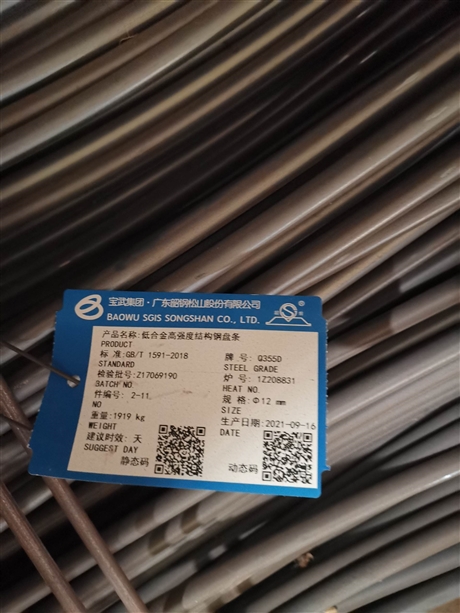 宝武集团·广东韶钢松山股份有限公司
BAOWU SGIS SONGSHAN CO., LTD.
产品名称:低合金高强度结构钢盘条
PRODUCT
标 准:GB/T 1591-2018 牌 号: Q355D
STANDARD STEEL GRADE
检验批号:Z17069190 炉 号: 1Z208831
BATCH NO. HEAT NO.
件编号: 2-11 规 格:Φ12 mm
NO SIZE
重量:1919 kg 生产日期:2021-09-16
WEIGHT DATE
建议时效: 天
SUGGEST DAY
静态码 动态码